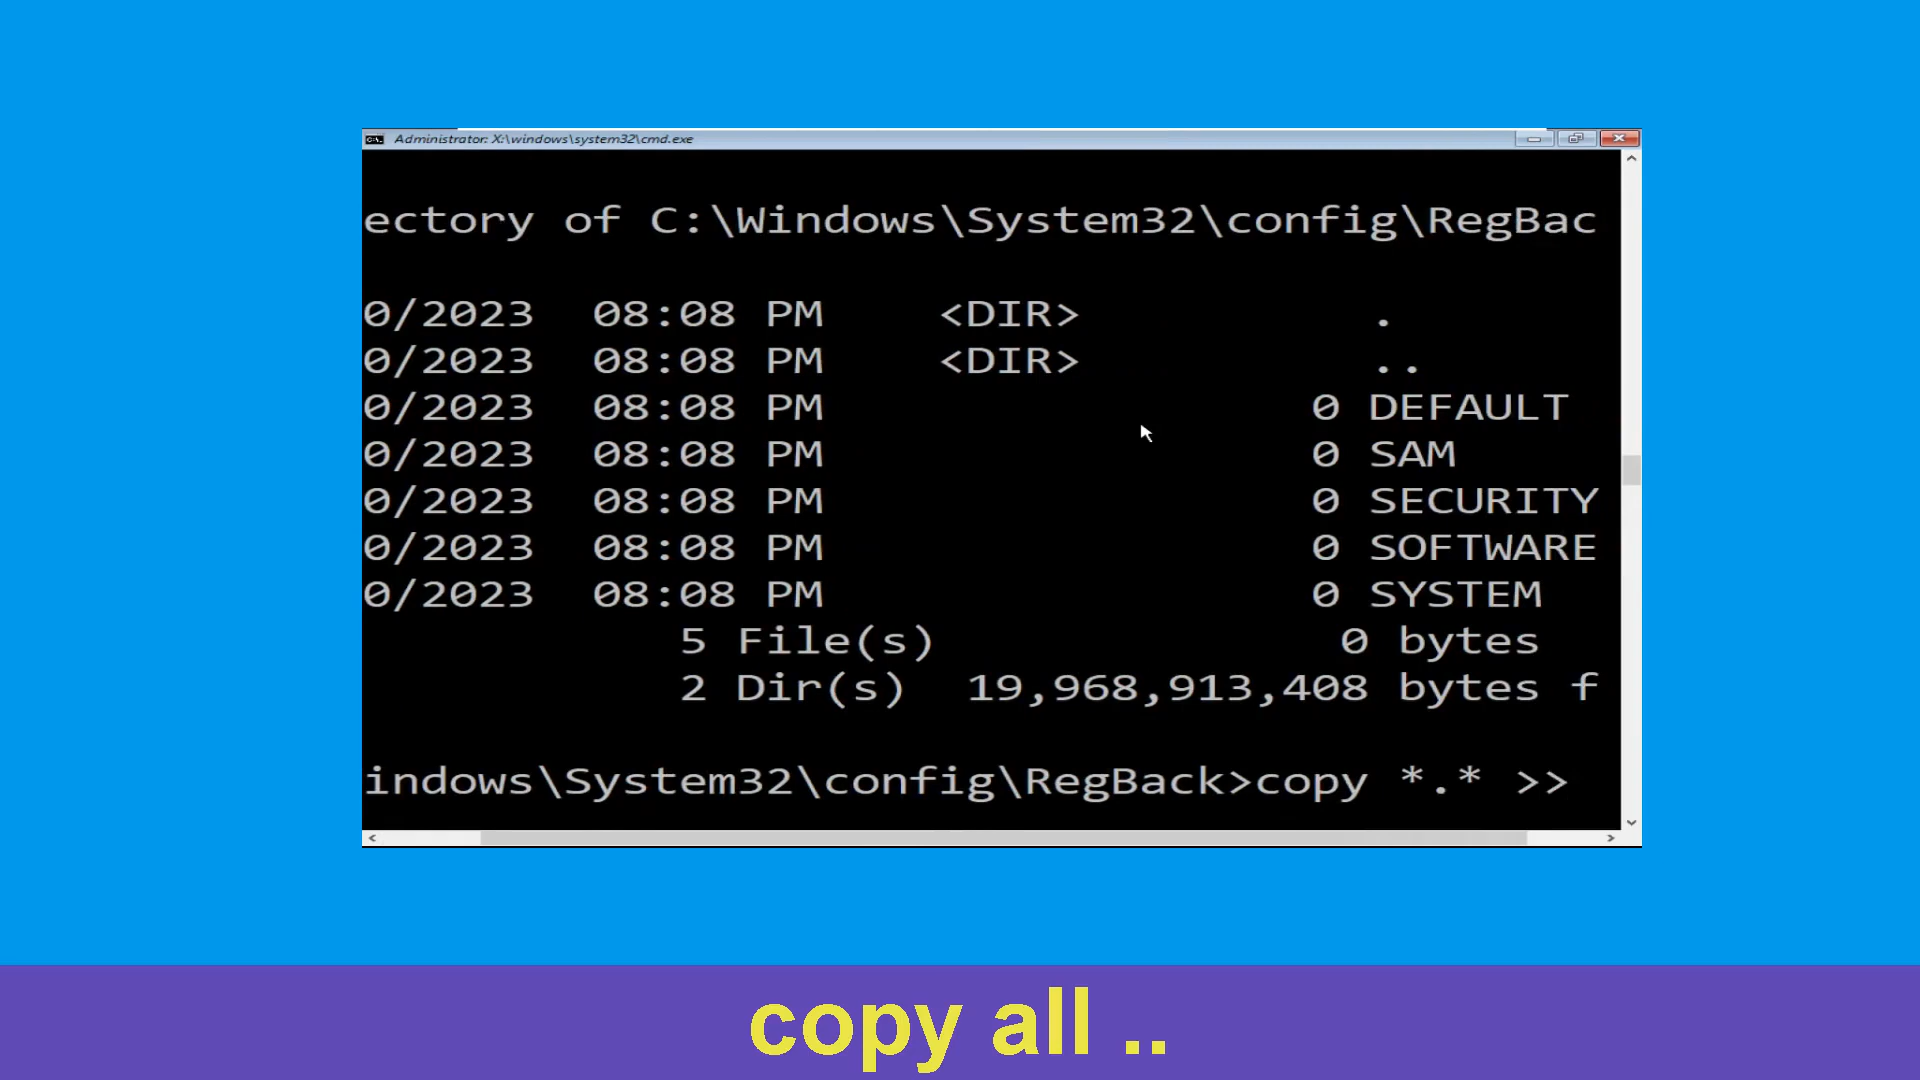 Administrator: X:\windows\system32\cmd.exe
ectory of C:\Windows\System32\config\RegBac
0/2023 08:08 PM <DIR> .
0/2023 08:08 PM <DIR> ..
0/2023 08:08 PM 0 DEFAULT
0/2023 08:08 PM 0 SAM
0/2023 08:08 PM 0 SECURITY
0/2023 08:08 PM 0 SOFTWARE
0/2023 08:08 PM 0 SYSTEM
5 File(s) 0 bytes
2 Dir(s) 19,968,913,408 bytes f
indows\System32\config\RegBack>copy *.* >>
copy all ..